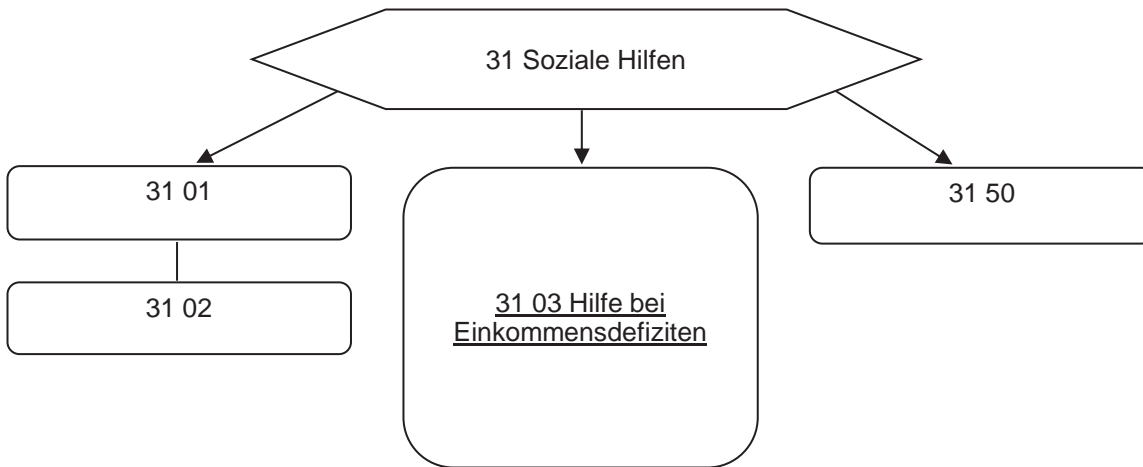 31 Soziale Hilfen
31 01
31 50
31 02
31 03 Hilfe bei
Einkommensdefiziten